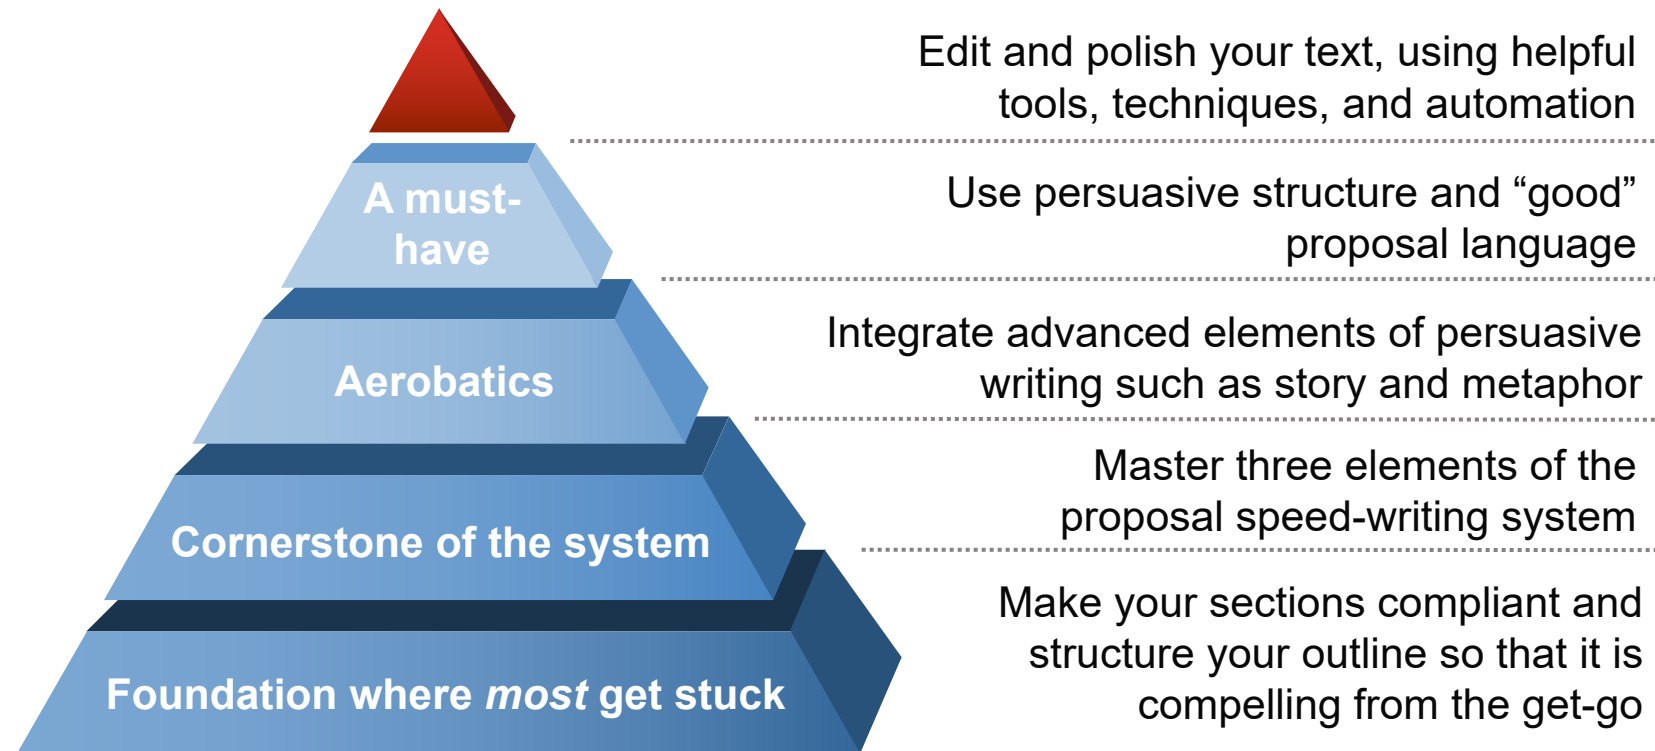 Edit and polish your text, using helpful
tools, techniques, and automation
A must-
have
Use persuasive structure and “good”
proposal language
Aerobatics
Integrate advanced elements of persuasive
writing such as story and metaphor
Cornerstone of the system
Master three elements of the
proposal speed-writing system
Foundation where most get stuck
Make your sections compliant and
structure your outline so that it is
compelling from the get-go